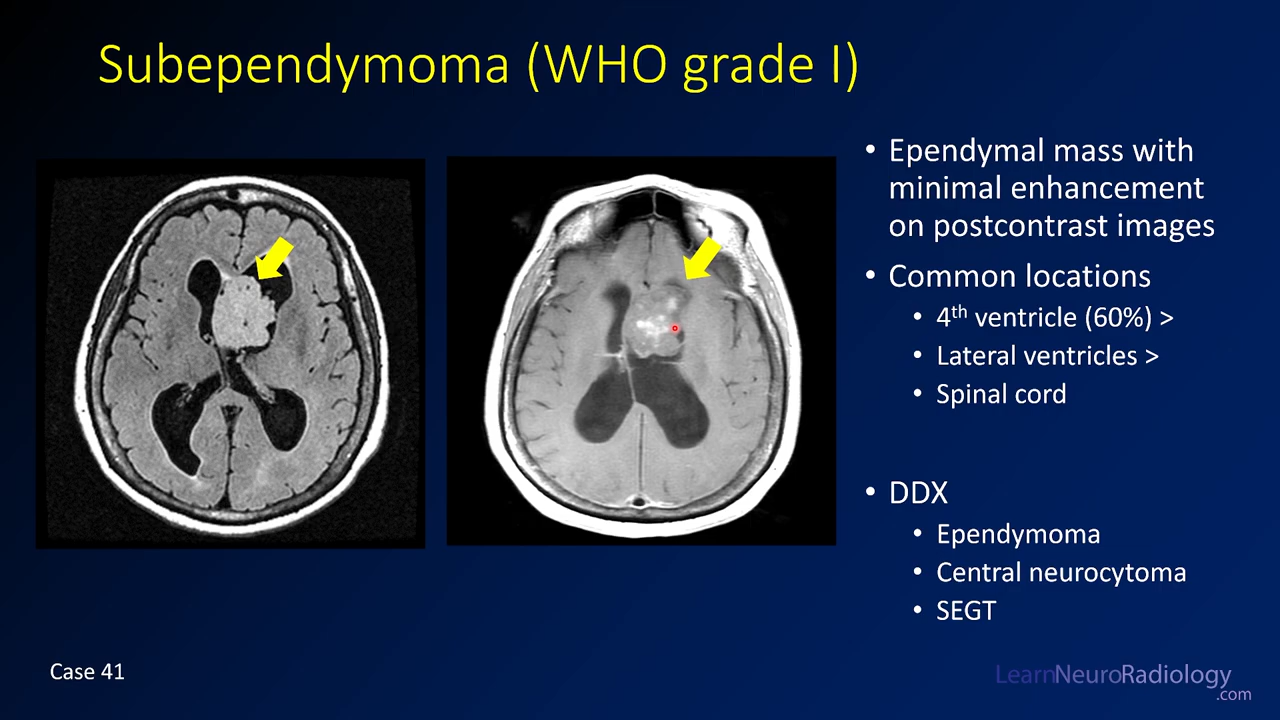 Subependymoma (WHO grade I)
• Ependymal mass with
minimal enhancement
on postcontrast images
• Common locations
• 4th ventricle (60%) >
• Lateral ventricles >
• Spinal cord
• DDX
• Ependymoma
• Central neurocytoma
• SEGT
Case 41
LearnNeuroRadiology
.com